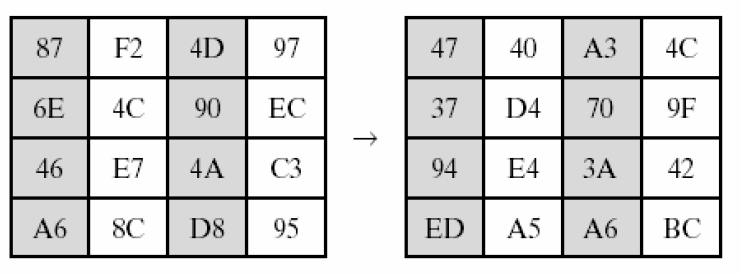 87 F2 4D 97 47 40 A3 4C
6E 4C 90 EC 37 D4 70 9F
→
46 E7 4A C3 94 E4 3A 42
A6 8C D8 95 ED A5 A6 BC